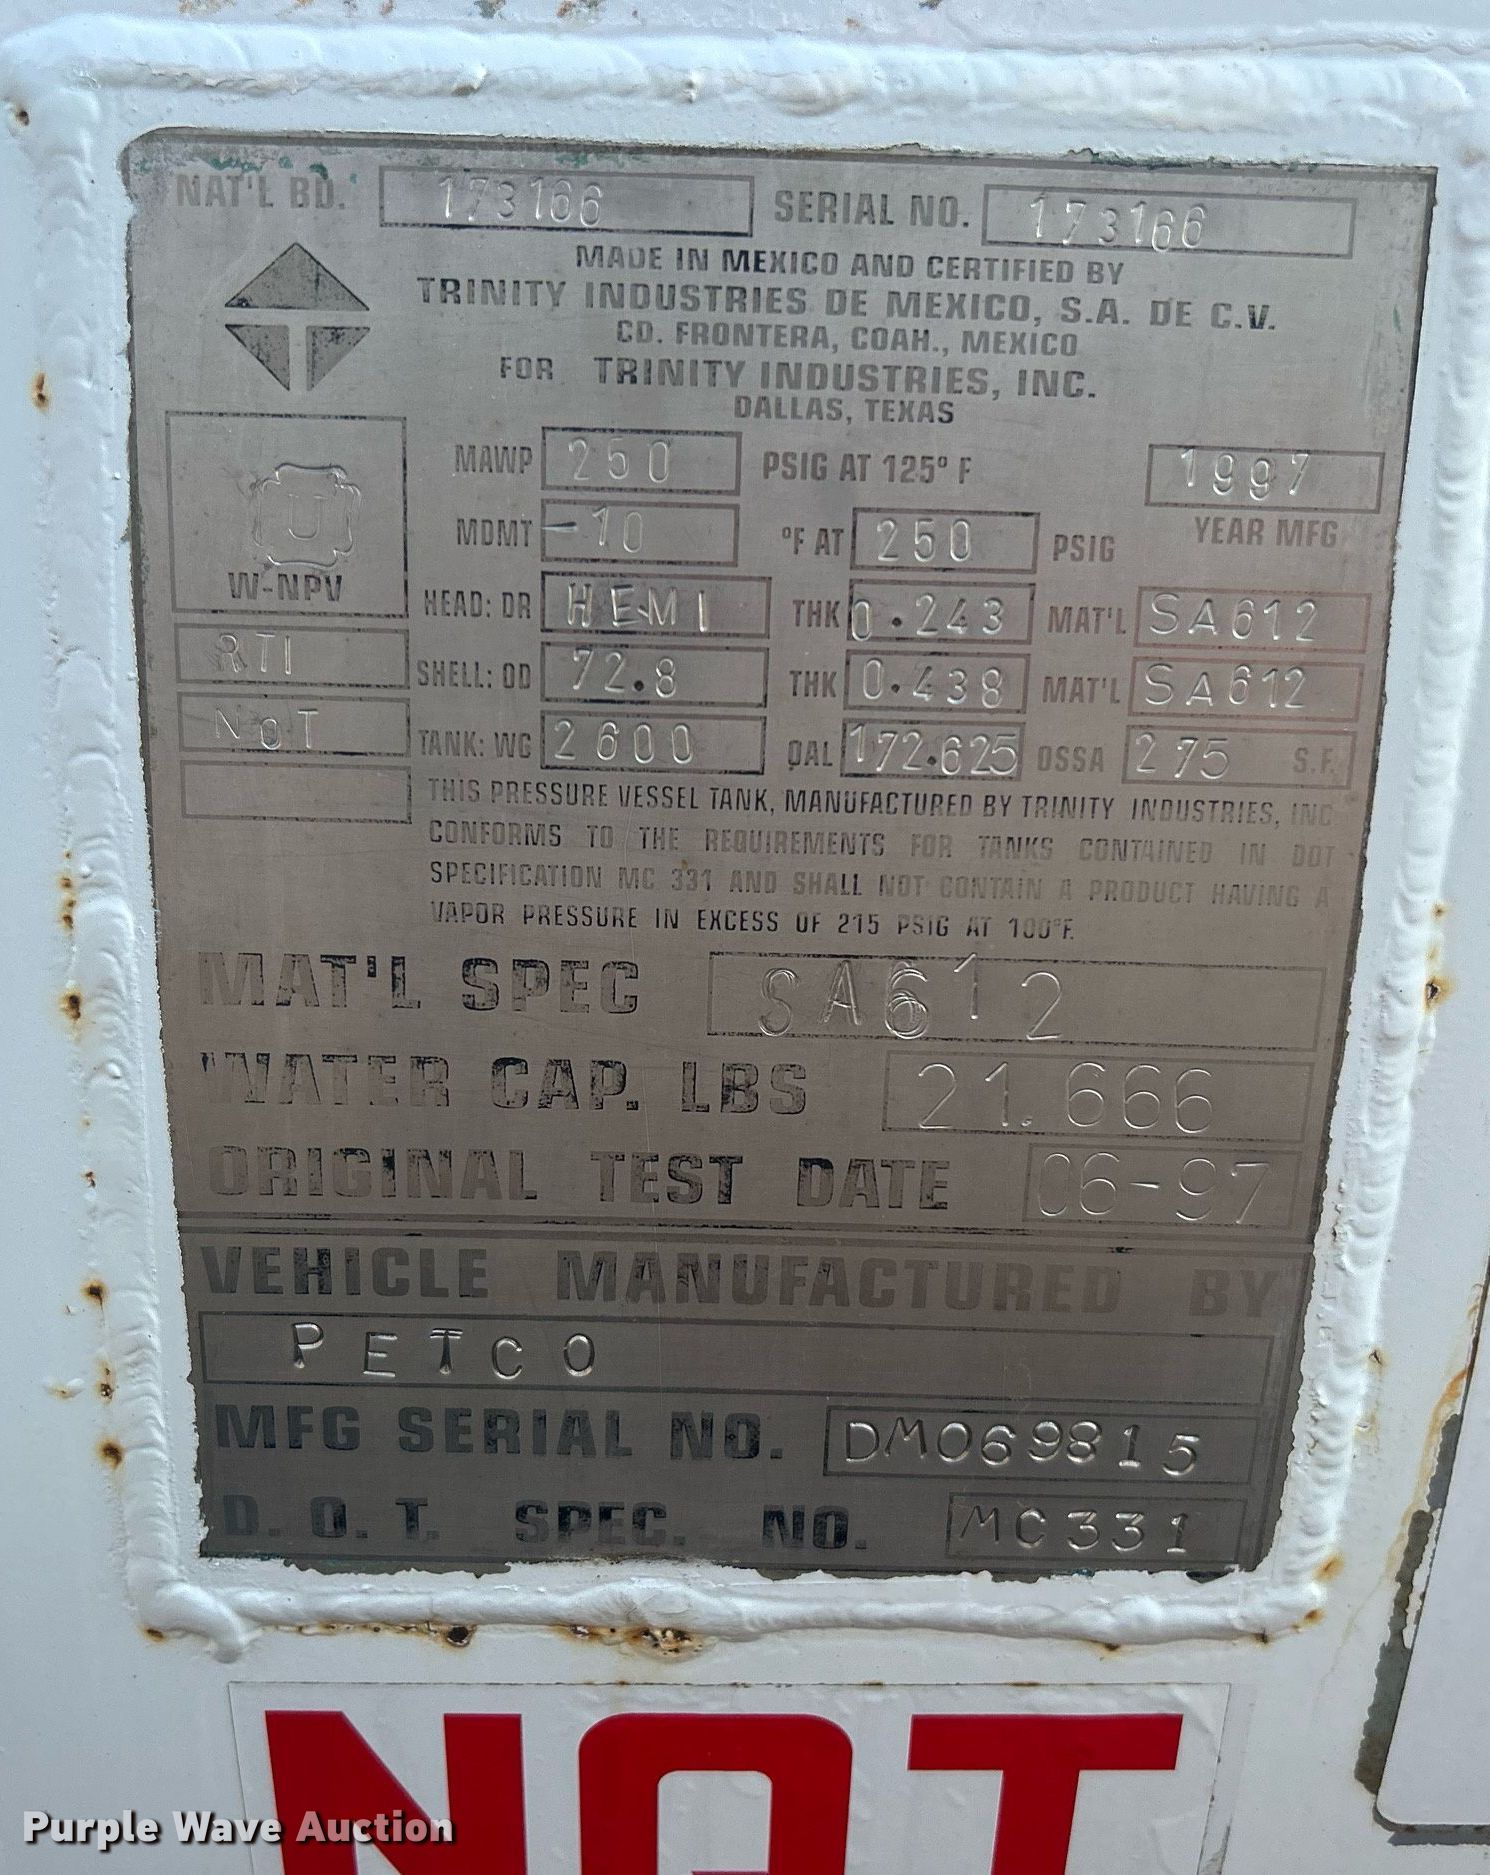 NAT'L BD. 173166 SERIAL NO. 173166
MADE IN MEXICO AND CERTIFIED BY
TRINITY INDUSTRIES DE MEXICO, S.A. DE C.V.
CD. FRONTERA, COAH., MEXICO
FOR TRINITY INDUSTRIES, INC.
DALLAS, TEXAS
MAWP 250 PSIG AT 125° F 1997
YEAR MFG
U
W-NPV
MDMT -10 °F AT 250 PSIG
HEAD: DR HEMI THK 0.243 MAT'L SA612
RT1 SHELL: OD 72.8 THK 0.438 MAT'L SA612
NOT TANK: WG 2600 OAL 172.625 OSSA 275 S.F.
THIS PRESSURE VESSEL TANK, MANUFACTURED BY TRINITY INDUSTRIES, INC
CONFORMS TO THE REQUIREMENTS FOR TANKS CONTAINED IN DOT
SPECIFICATION MC 331 AND SHALL NOT CONTAIN A PRODUCT HAVING A
VAPOR PRESSURE IN EXCESS OF 215 PSIG AT 100°F.
MAT'L SPEC SA612
WATER CAP. LBS 21.666
ORIGINAL TEST DATE 06-97
VEHICLE MANUFACTURED BY
PETCO
MFG SERIAL NO. DM069815
D.O.T. SPEC. NO. MC331
NOT
Purple Wave Auction